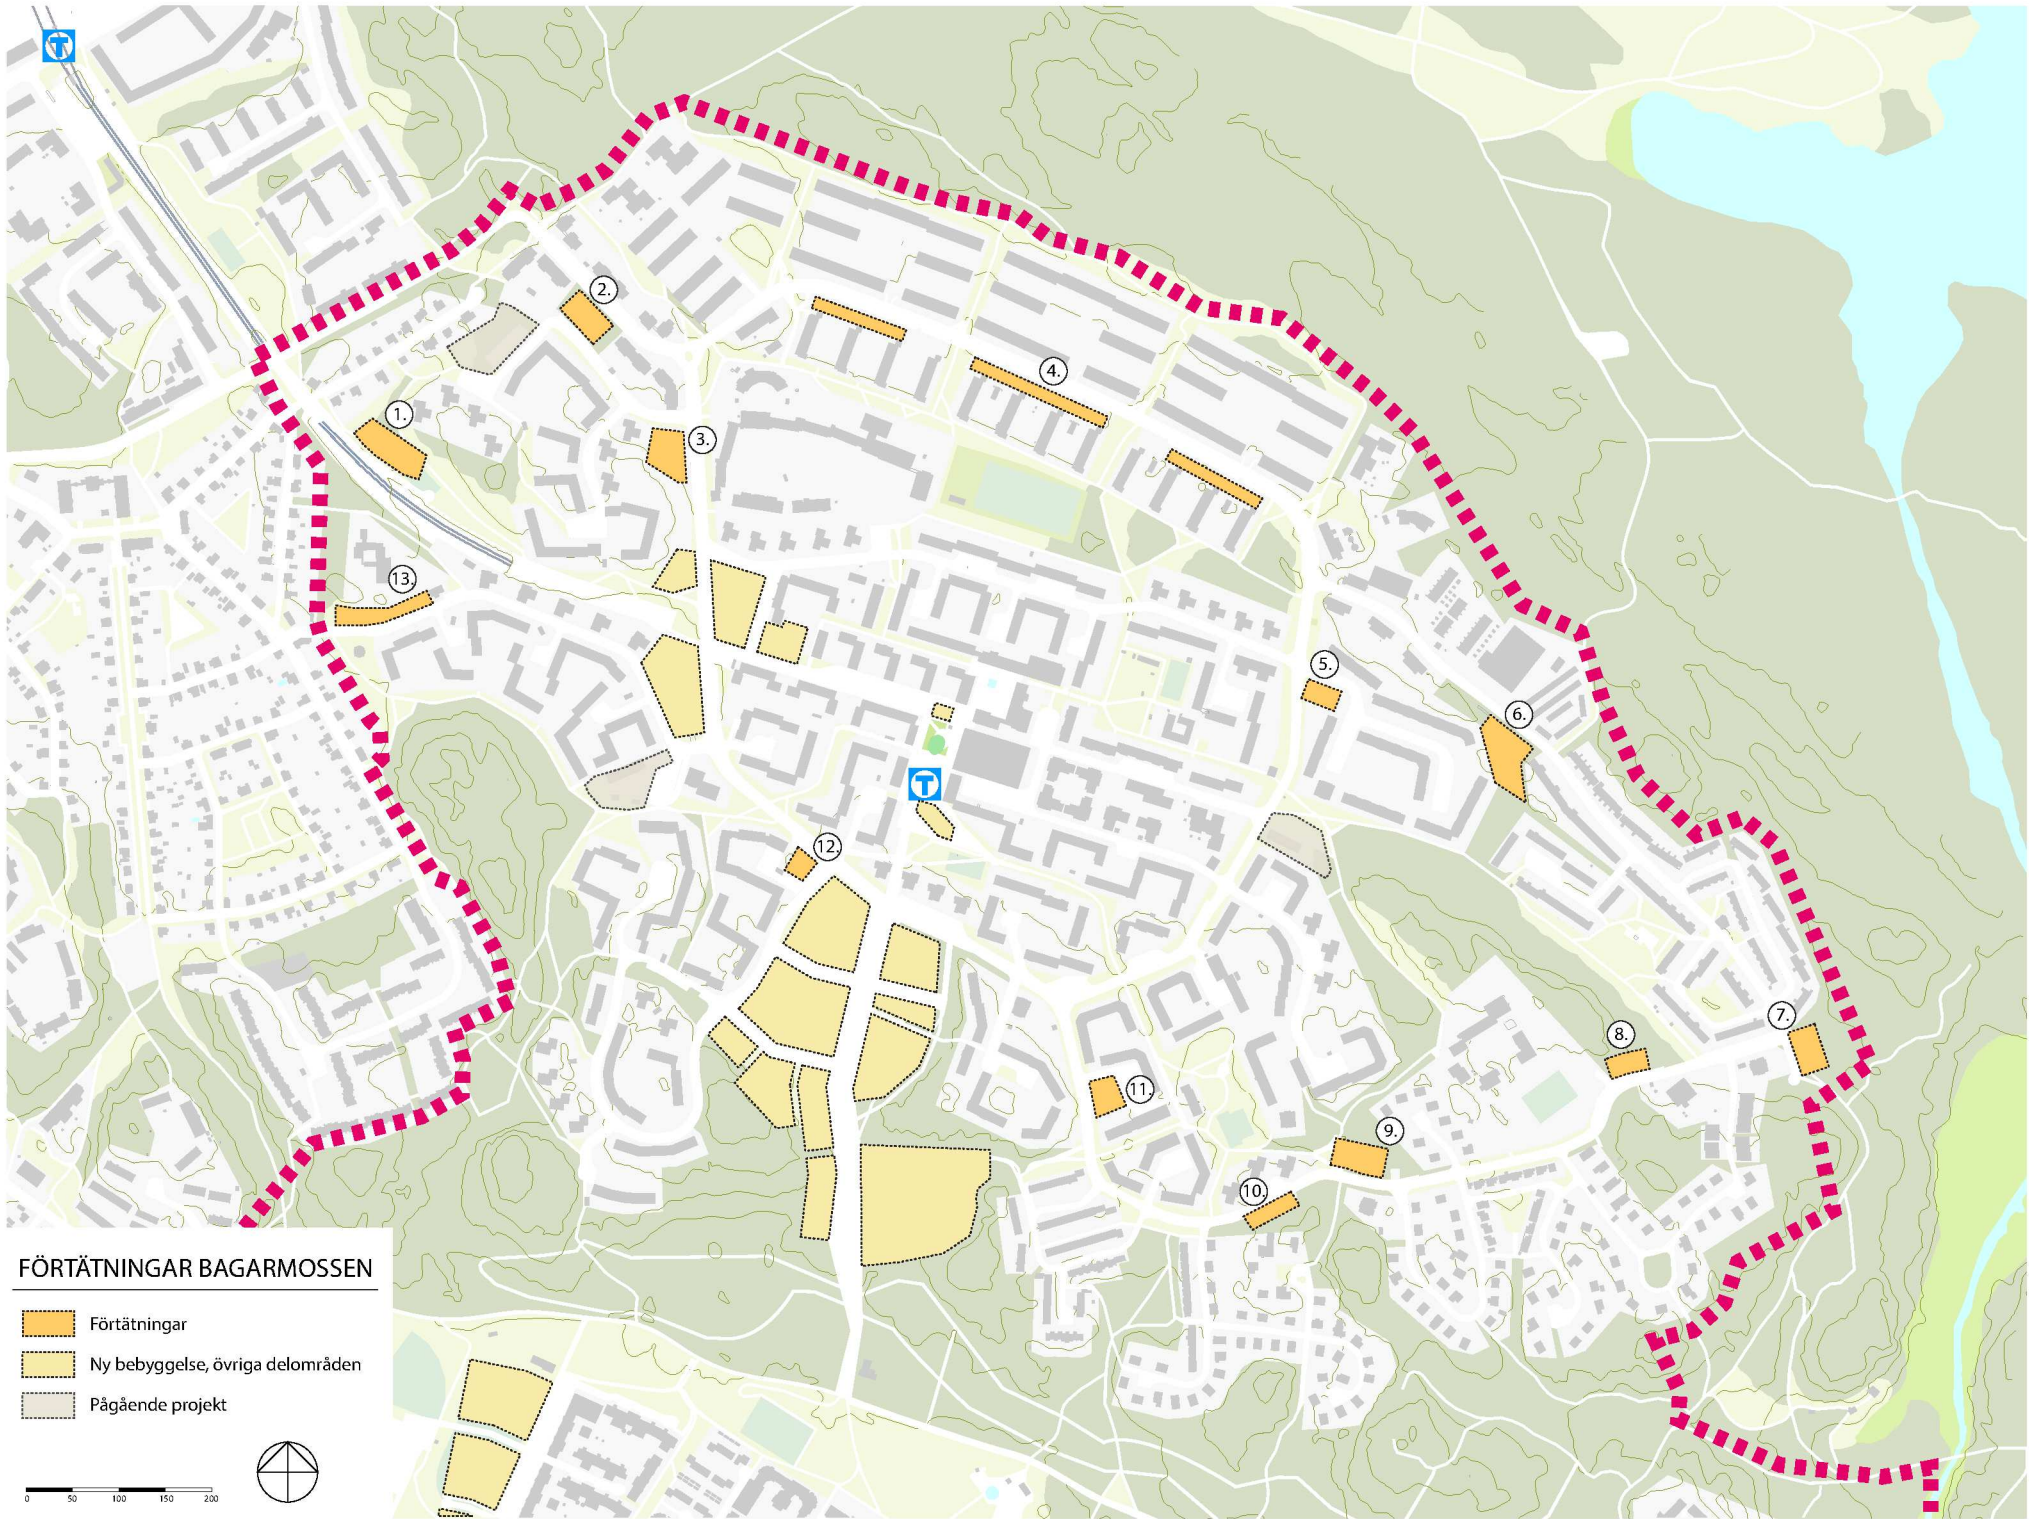 T
2.
4.
1.
3.
13.
5.
6.
T
12.
7.
8.
11.
9.
10.
FÖRTÄTNINGAR BAGARMOSSEN
Förtätningar
Ny bebyggelse, övriga delområden
Pågående projekt
0 50 100 150 200